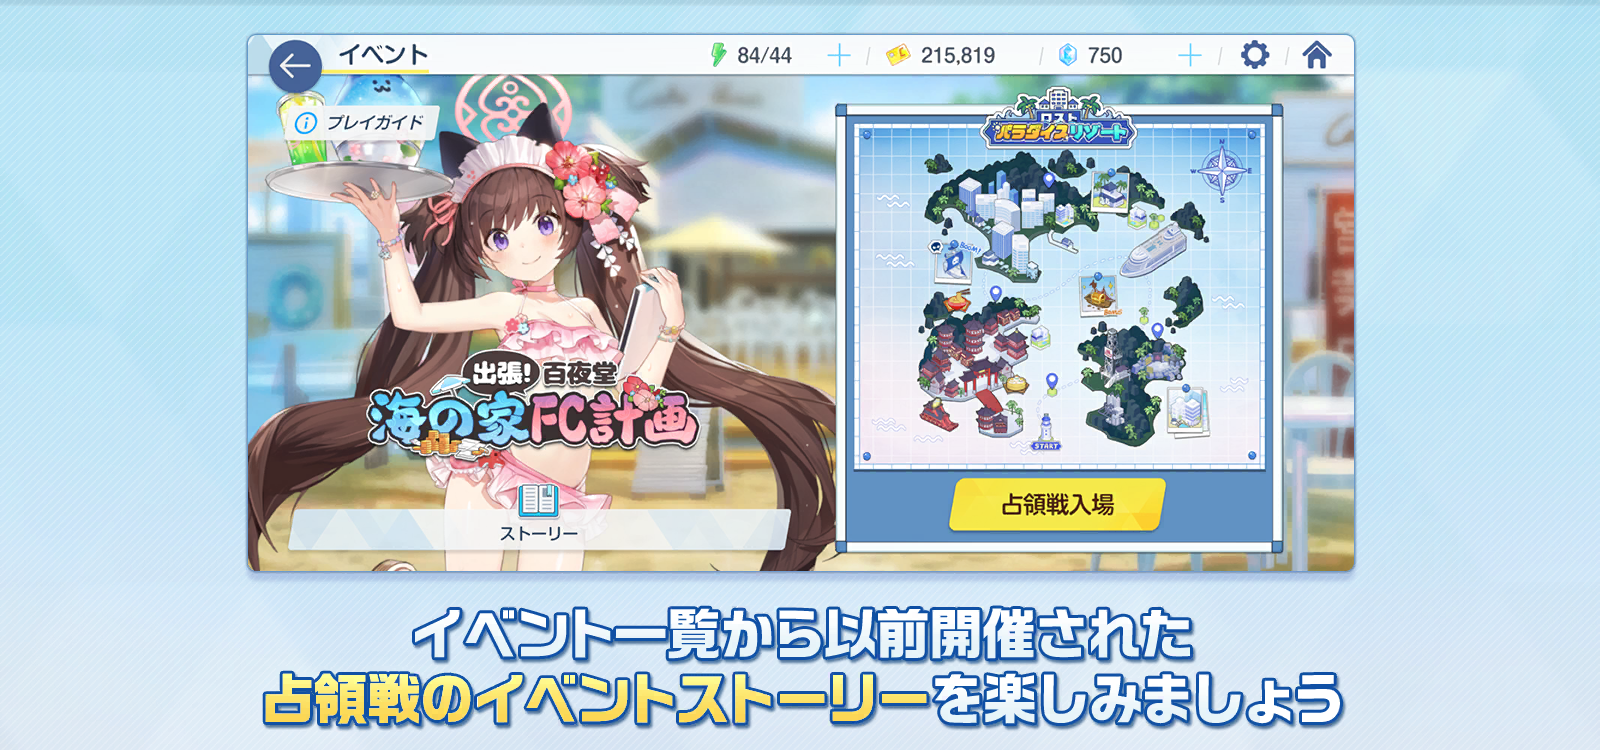 イベント
84/44
215,819
750
プレイガイド
出張!百夜堂
海の家FC計画
ストーリー
ロスト
パラダイスリゾート
N
W
E
S
BOOM!
START
占領戦入場
イベント一覧から以前開催された
占領戦のイベントストーリーを楽しみましょう